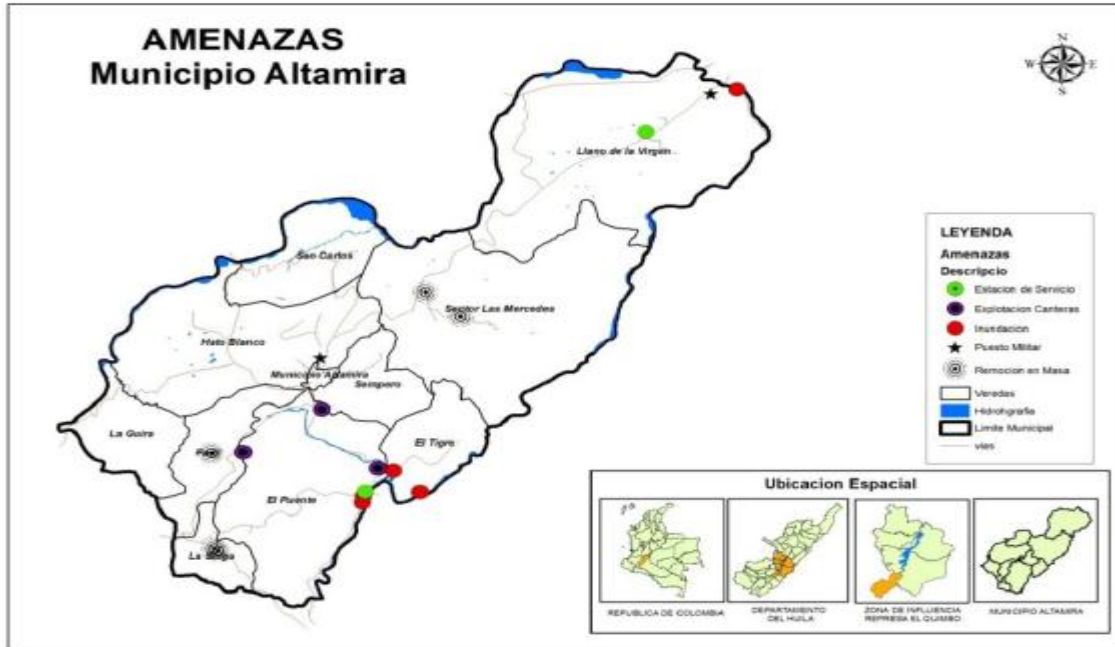 AMENAZAS
Municipio Altamira
N
W
E
S
Llano de la Virgen
San Carlos
Sector Las Mercedes
Hato Blanco
Municipio Altamira
Sempero
La Guira
El Tigre
El Puente
LEYENDA
Amenazas
Descripcio
Estacion de Servicio
Explotacion Canteras
Inundacion
Puesto Militar
Remocion en Masa
Veredas
Hidrohgrafia
Limite Municipal
vias
Ubicacion Espacial
REPUBLICA DE COLOMBIA
DEPARTAMENTO
DEL HUILA
ZONA DE INFLUENCIA
REPRESA EL QUIMBO
MUNICIPIO ALTAMIRA